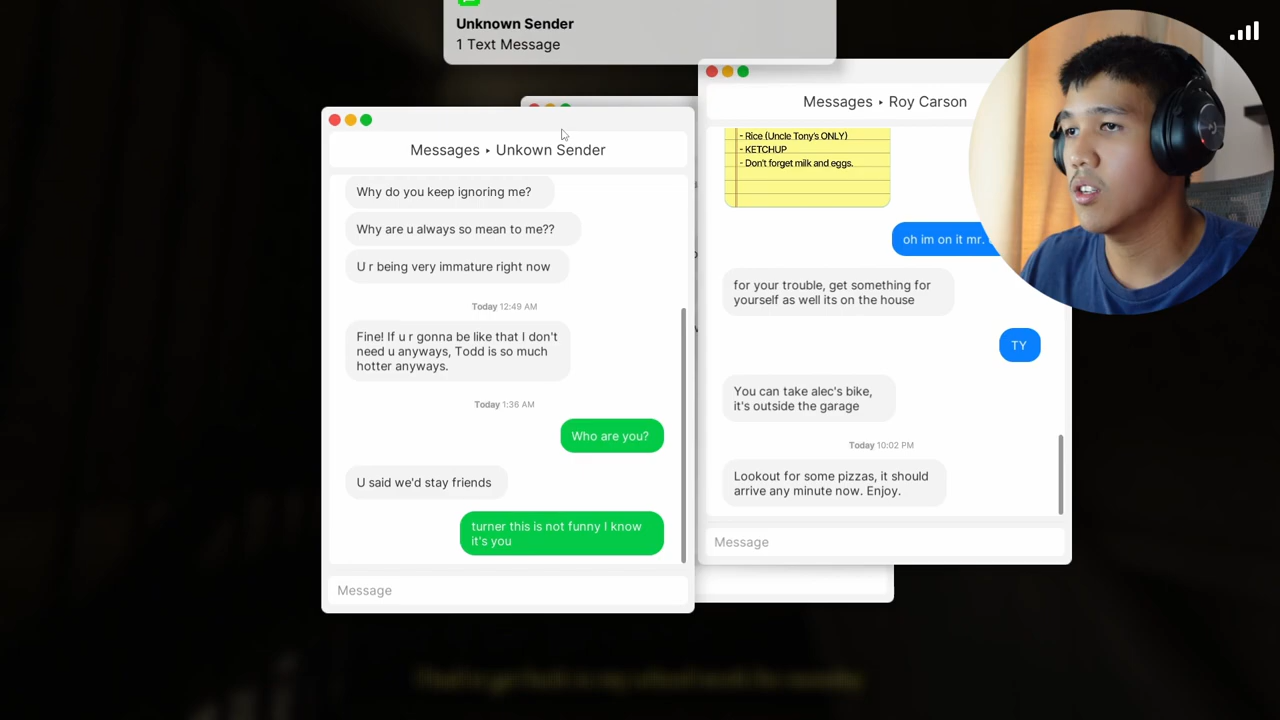 Unknown Sender
1 Text Message
Messages ▸ Unkown Sender
Why do you keep ignoring me?
Why are u always so mean to me??
U r being very immature right now
Today 12:49 AM
Fine! If u r gonna be like that I don't
need u anyways, Todd is so much
hotter anyways.
Today 1:36 AM
Who are you?
U said we'd stay friends
turner this is not funny I know
it's you
Message
Messages ▸ Roy Carson
- Rice (Uncle Tony's ONLY)
- KETCHUP
- Don't forget milk and eggs.
oh im on it mr.
for your trouble, get something for
yourself as well its on the house
TY
You can take alec's bike,
it's outside the garage
Today 10:02 PM
Lookout for some pizzas, it should
arrive any minute now. Enjoy.
Message